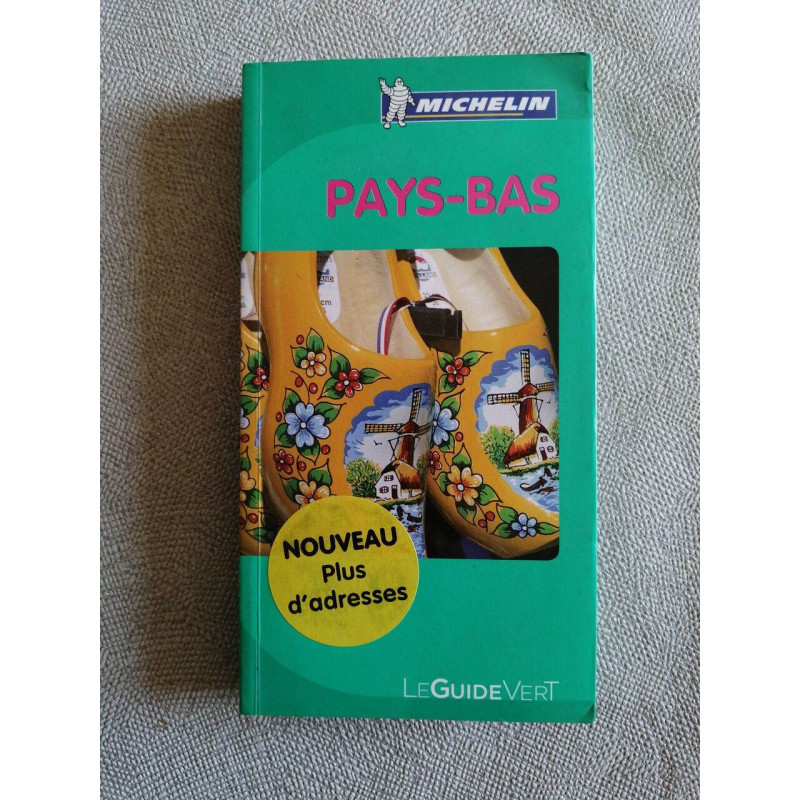 MICHELIN
PAYS-BAS
NOUVEAU
Plus
d'adresses
LEGUIDEVERT